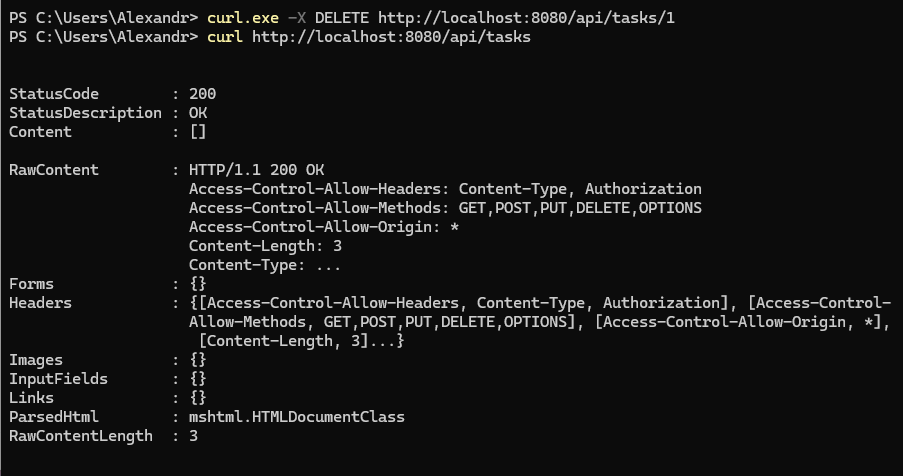 PS C:\Users\Alexandr> curl.exe -X DELETE http://localhost:8080/api/tasks/1
PS C:\Users\Alexandr> curl http://localhost:8080/api/tasks
StatusCode        : 200
StatusDescription : OK
Content           : []
RawContent        : HTTP/1.1 200 OK
                    Access-Control-Allow-Headers: Content-Type, Authorization
                    Access-Control-Allow-Methods: GET,POST,PUT,DELETE,OPTIONS
                    Access-Control-Allow-Origin: *
                    Content-Length: 3
                    Content-Type: ...
Forms             : {}
Headers           : {[Access-Control-Allow-Headers, Content-Type, Authorization], [Access-Control-
                    Allow-Methods, GET,POST,PUT,DELETE,OPTIONS], [Access-Control-Allow-Origin, *],
                     [Content-Length, 3]...}
Images            : {}
InputFields       : {}
Links             : {}
ParsedHtml        : mshtml.HTMLDocumentClass
RawContentLength  : 3